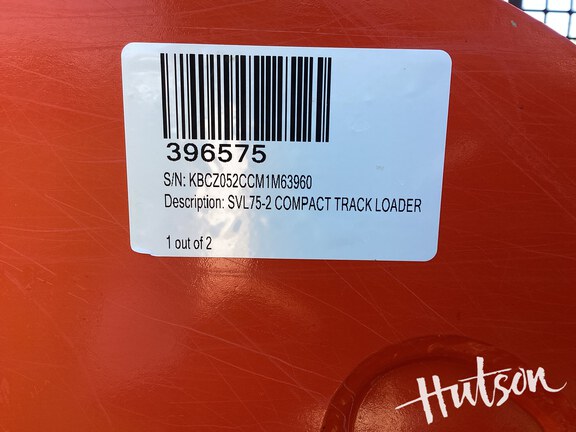 396575
S/N: KBCZ052CCM1M63960
Description: SVL75-2 COMPACT TRACK LOADER
1 out of 2
Hutson